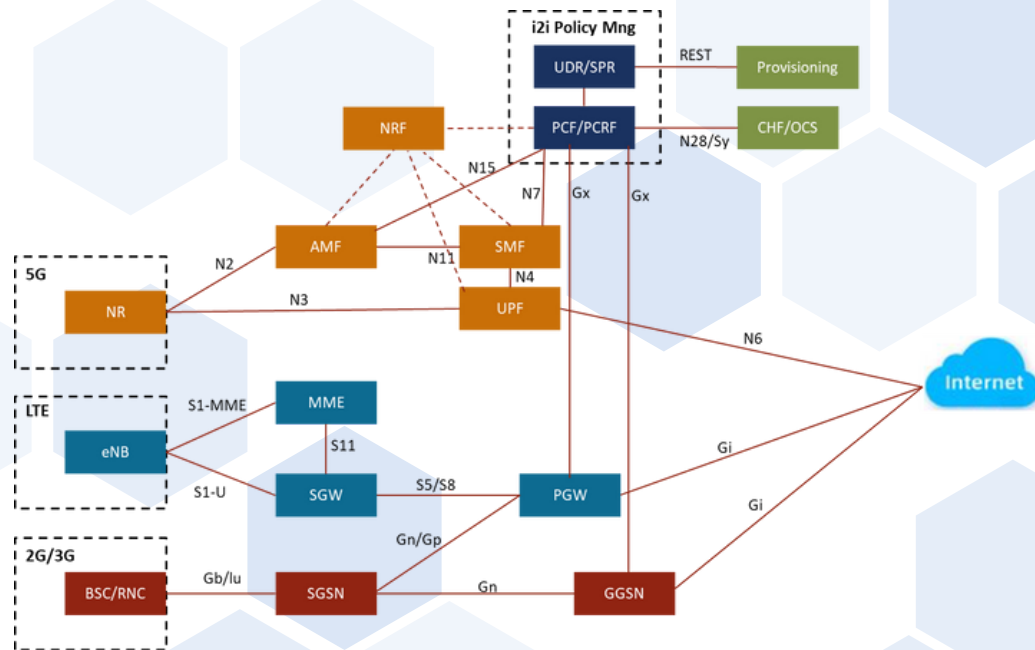 i2i Policy Mng
UDR/SPR
REST
Provisioning
NRF
PCF/PCRF
CHF/OCS
N28/Sy
N15
N7
Gx
Gx
AMF
SMF
N11
N2
N4
5G
NR
N3
UPF
N6
Internet
LTE
S1-MME
MME
eNB
S11
Gi
S1-U
SGW
S5/S8
PGW
Gi
Gn/Gp
2G/3G
Gb/Iu
BSC/RNC
SGSN
Gn
GGSN